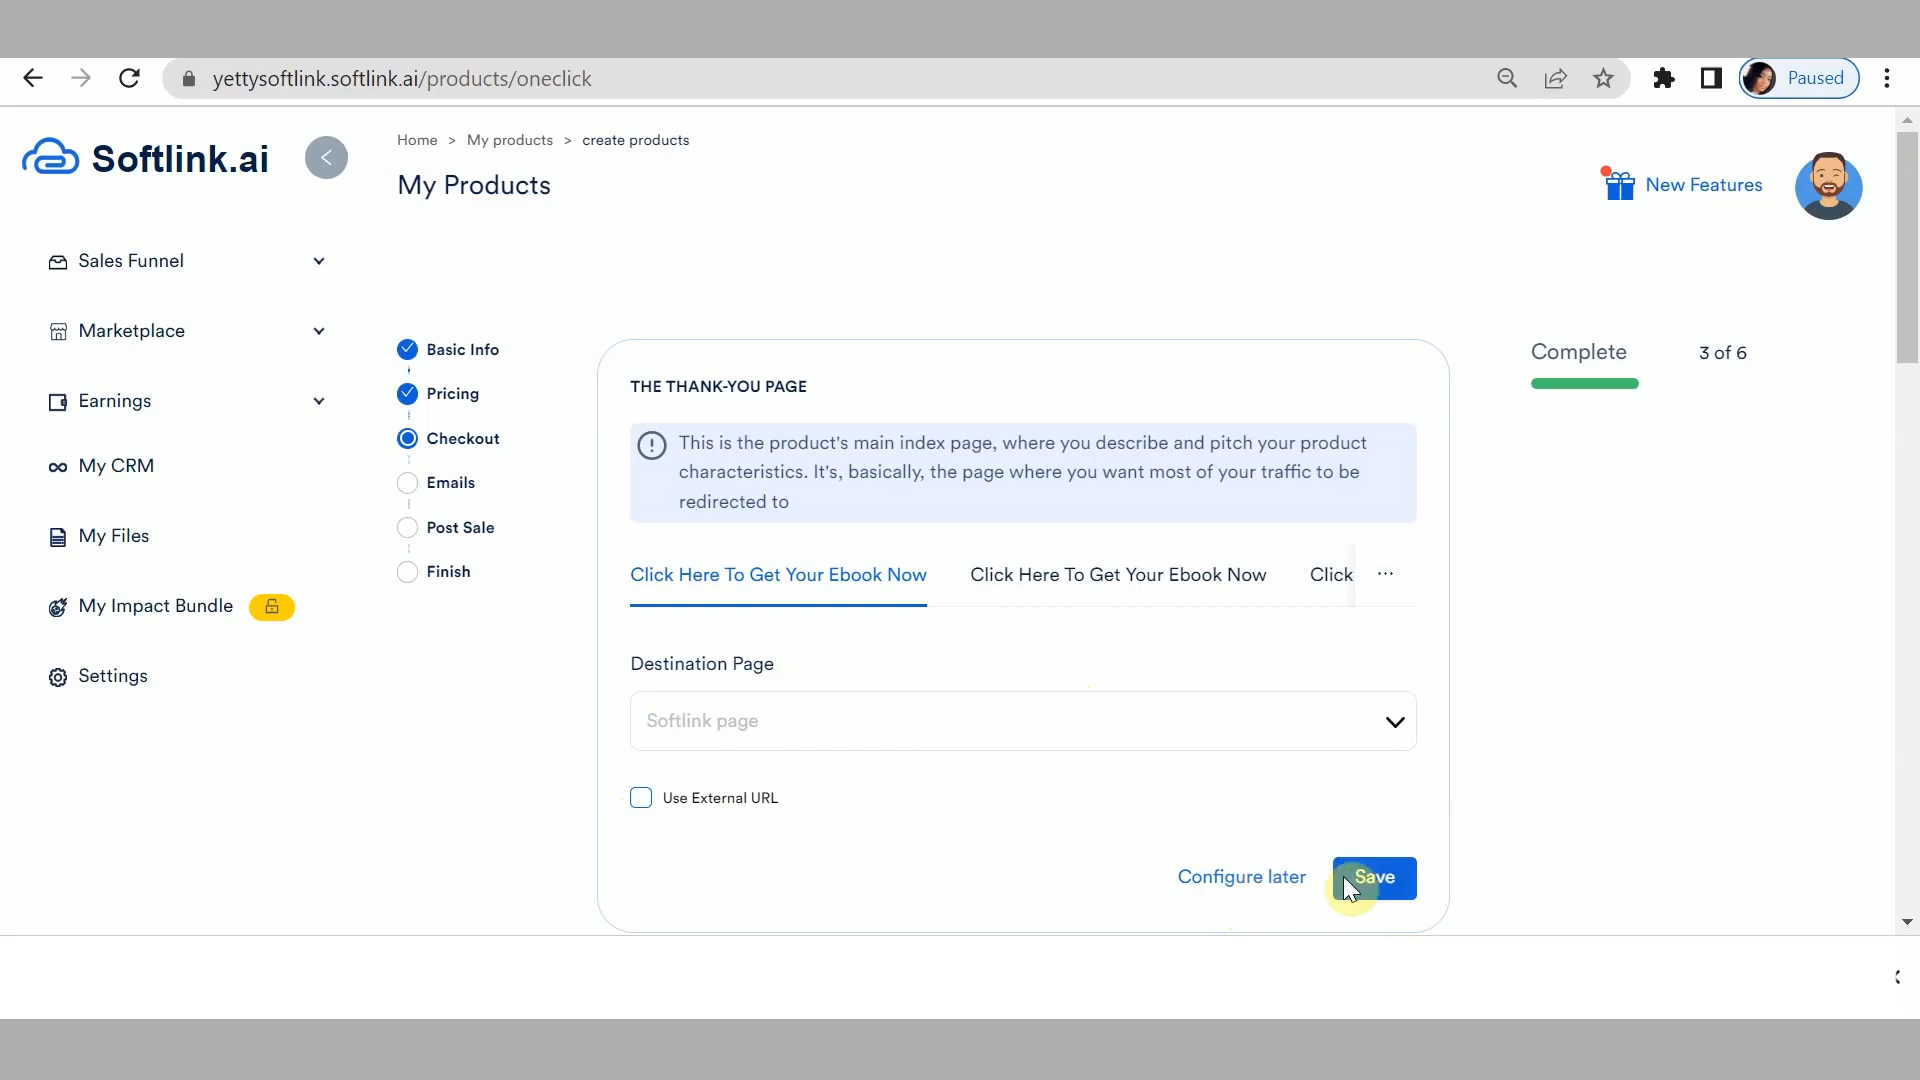 yettysoftlink.softlink.ai/products/oneclick
Paused
Softlink.ai
Home > My products > create products
My Products
New Features
Sales Funnel
Marketplace
Earnings
My CRM
My Files
My Impact Bundle
Settings
Basic Info
Pricing
Checkout
Emails
Post Sale
Finish
THE THANK-YOU PAGE
This is the product's main index page, where you describe and pitch your product
characteristics. It's, basically, the page where you want most of your traffic to be
redirected to
Click Here To Get Your Ebook Now Click Here To Get Your Ebook Now Click ...
Destination Page
Softlink page
Use External URL
Configure later Save
Complete 3 of 6